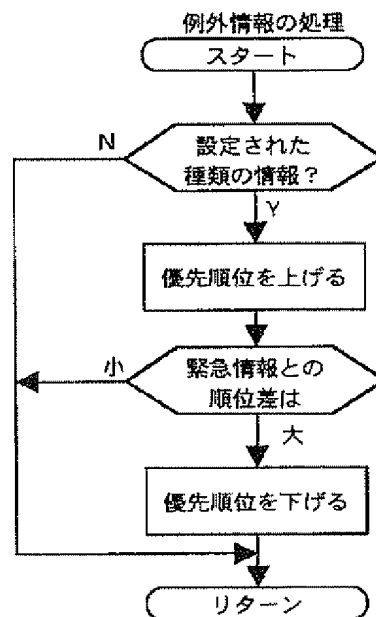 例外情報の処理
スタート
N
設定された
種類の情報？
Y
優先順位を上げる
小
緊急情報との
順位差は
大
優先順位を下げる
リターン